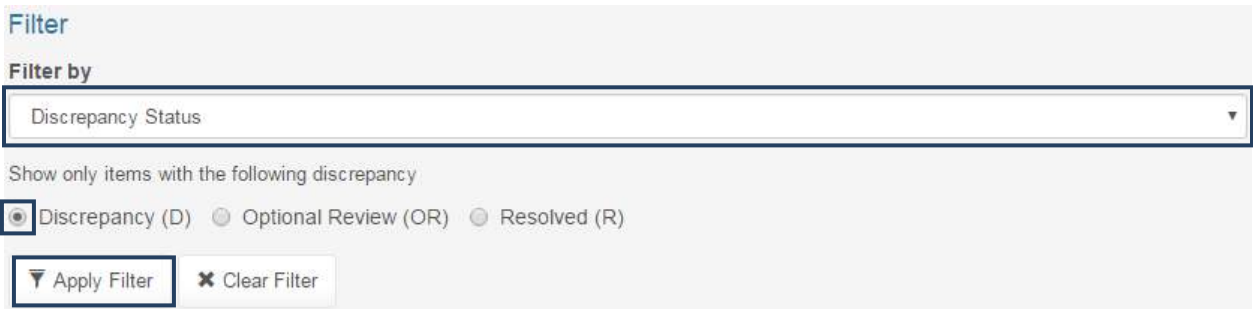 Filter
Filter by
Discrepancy Status
Show only items with the following discrepancy
Discrepancy (D) Optional Review (OR) Resolved (R)
Apply Filter Clear Filter